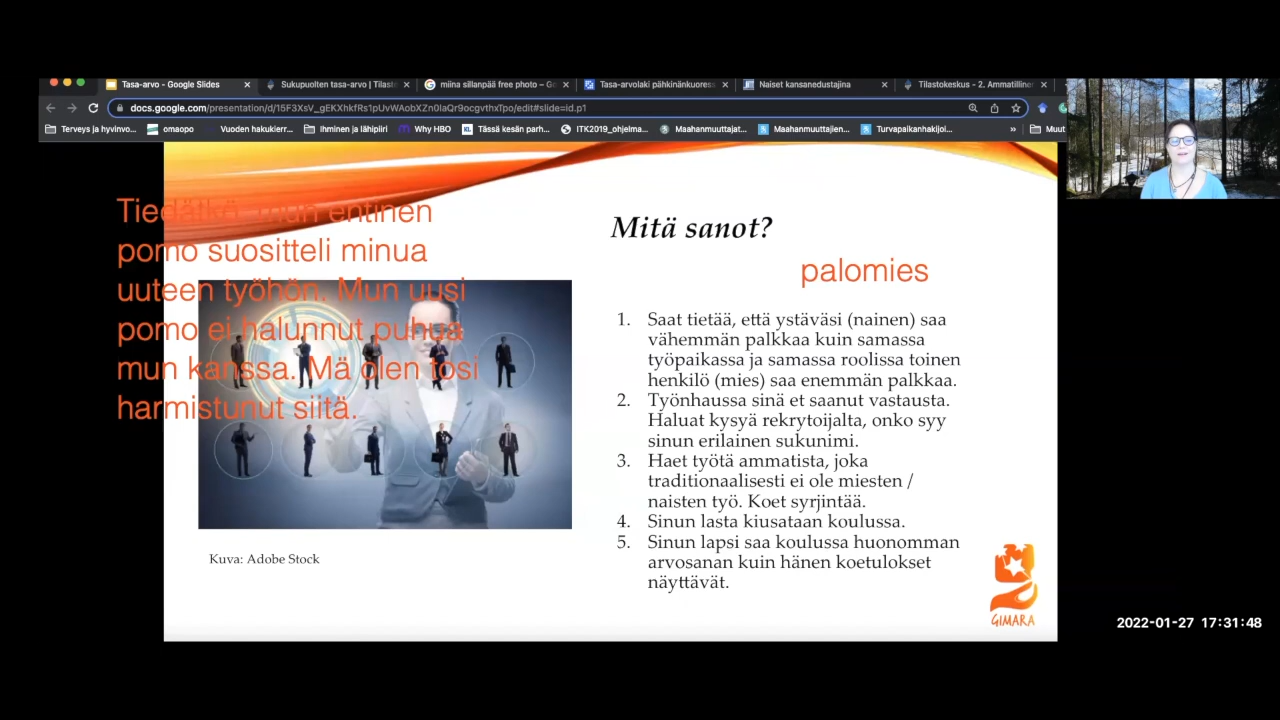 Tasa-arvo - Google Slides
Sukupuolten tasa-arvo | Tilast
miina sillanpää free photo – Go
Tasa-arvolaki pähkinänkuores
Naiset kansanedustajina
Tilastokeskus - 2. Ammatilliner
docs.google.com/presentation/d/15F3XsV_gEKXhkfRs1pUvWAobXZn0IaQr9ocgvthxTpo/edit#slide=id.p1
Terveys ja hyvinvo...
omaopo
Vuoden hakukierr...
Ihminen ja lähipiiri
Why HBO
Tässä kesän parh...
ITK2019_ohjelma...
Maahanmuuttajat...
Maahanmuuttajien...
Turvapaikanhakijoi...
»
Muut
Tiedätkö, mun entinen
pomo suositteli minua
uuteen työhön. Mun uusi
pomo ei halunnut puhua
mun kanssa. Mä olen tosi
harmistunut siitä.
Kuva: Adobe Stock
Mitä sanot?
palomies
1. Saat tietää, että ystäväsi (nainen) saa
vähemmän palkkaa kuin samassa
työpaikassa ja samassa roolissa toinen
henkilö (mies) saa enemmän palkkaa.
2. Työnhaussa sinä et saanut vastausta.
Haluat kysyä rekrytoijalta, onko syy
sinun erilainen sukunimi.
3. Haet työtä ammatista, joka
traditionaalisesti ei ole miesten /
naisten työ. Koet syrjintää.
4. Sinun lasta kiusataan koulussa.
5. Sinun lapsi saa koulussa huonomman
arvosanan kuin hänen koetulokset
näyttävät.
GIMARA
2022-01-27 17:31:48